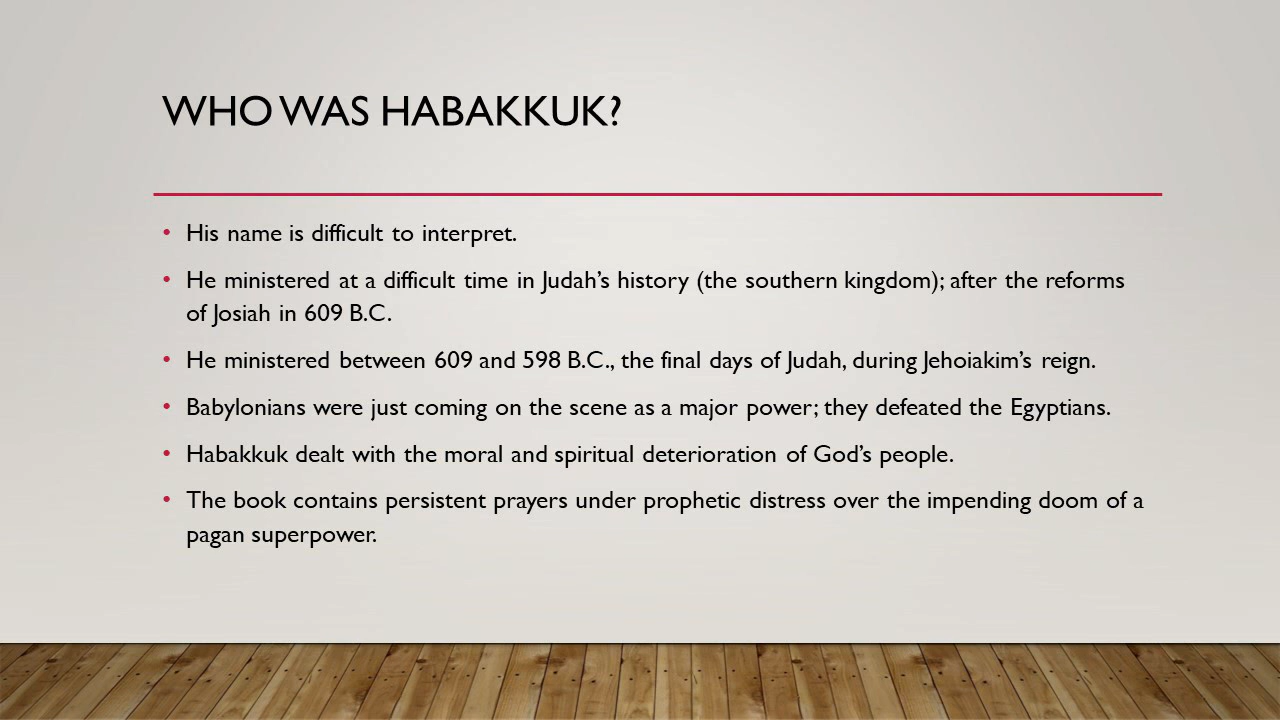 WHO WAS HABAKKUK?
• His name is difficult to interpret.
• He ministered at a difficult time in Judah’s history (the southern kingdom); after the reforms
of Josiah in 609 B.C.
• He ministered between 609 and 598 B.C., the final days of Judah, during Jehoiakim’s reign.
• Babylonians were just coming on the scene as a major power; they defeated the Egyptians.
• Habakkuk dealt with the moral and spiritual deterioration of God’s people.
• The book contains persistent prayers under prophetic distress over the impending doom of a
pagan superpower.